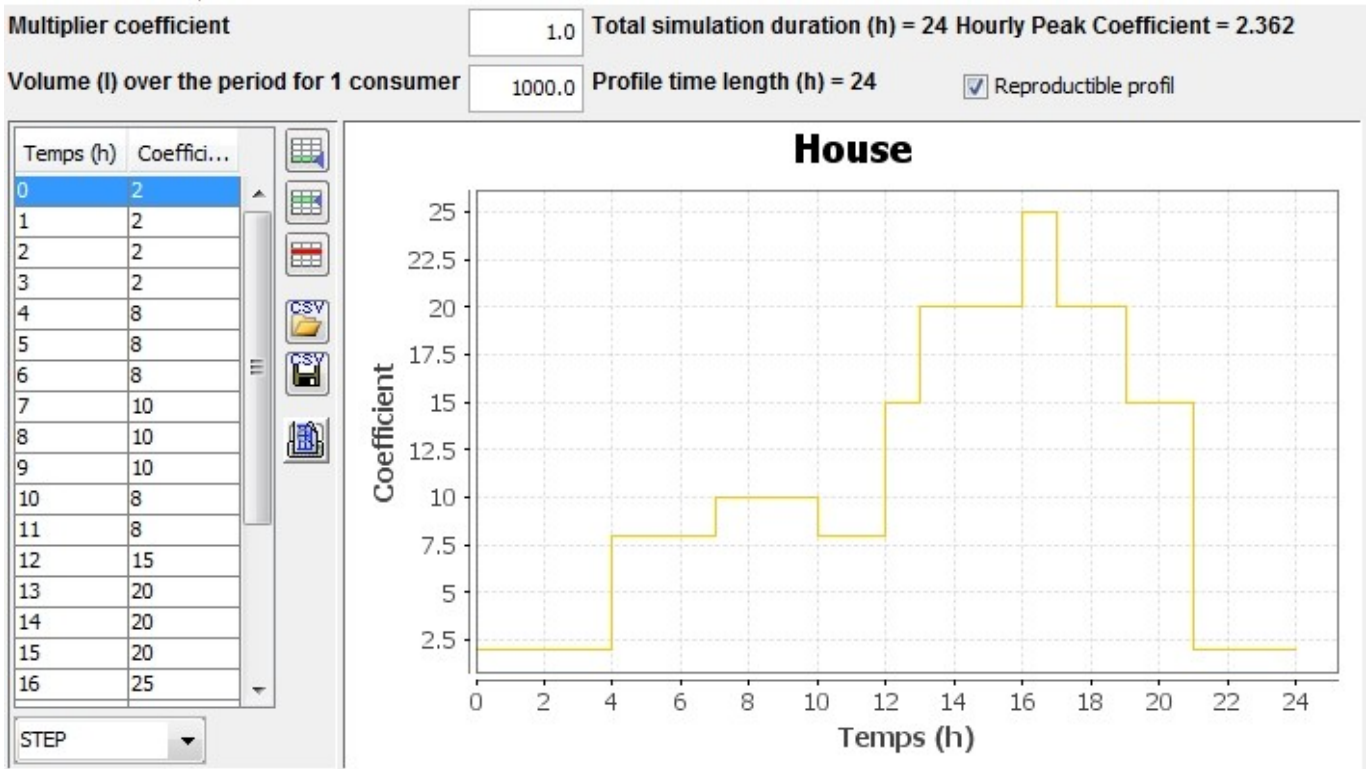 Multiplier coefficient 1.0 Total simulation duration (h) = 24 Hourly Peak Coefficient = 2.362
Volume (l) over the period for 1 consumer 1000.0 Profile time length (h) = 24 Reproductible profil
Temps (h) Coeffici...
0 2
1 2
2 2
3 2
4 8
5 8
6 8
7 10
8 10
9 10
10 8
11 8
12 15
13 20
14 20
15 20
16 25
STEP
CSV
CSV
House
Coefficient
25
22.5
20
17.5
15
12.5
10
7.5
5
2.5
0 2 4 6 8 10 12 14 16 18 20 22 24
Temps (h)